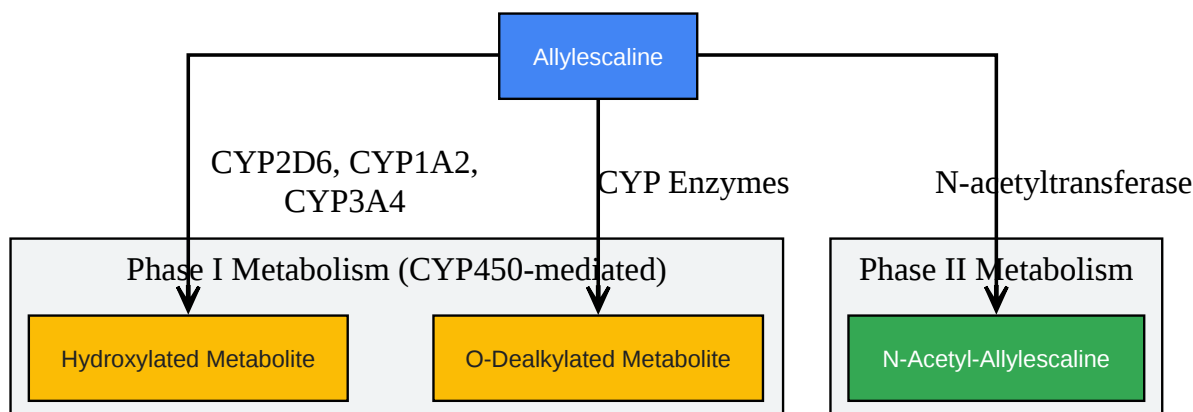 Allylescaline
CYP2D6, CYP1A2,
CYP3A4
CYP Enzymes
N-acetyltransferase
Phase I Metabolism (CYP450-mediated)
Phase II Metabolism
Hydroxylated Metabolite
O-Dealkylated Metabolite
N-Acetyl-Allylescaline